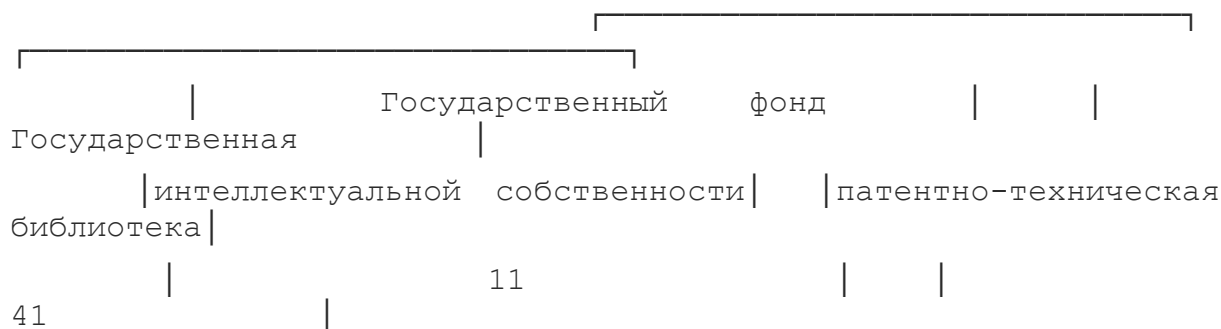 Государственный фонд
Государственная
интеллектуальной собственности патентно-техническая
библиотека
11
41